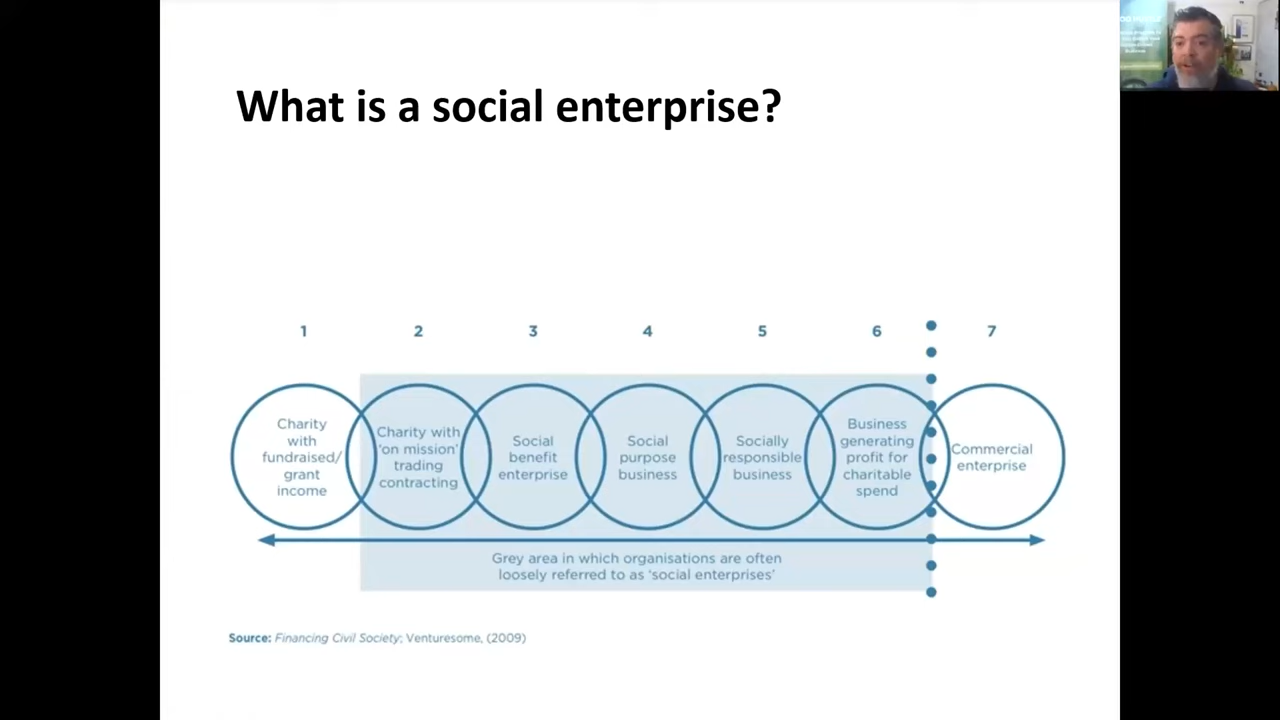 What is a social enterprise?
1 2 3 4 5 6 7
Charity
with
fundraised/
grant
income
Charity with
'on mission'
trading
contracting
Social
benefit
enterprise
Social
purpose
business
Socially
responsible
business
Business
generating
profit for
charitable
spend
Commercial
enterprise
Grey area in which organisations are often
loosely referred to as 'social enterprises'
Source: Financing Civil Society; Venturesome, (2009)